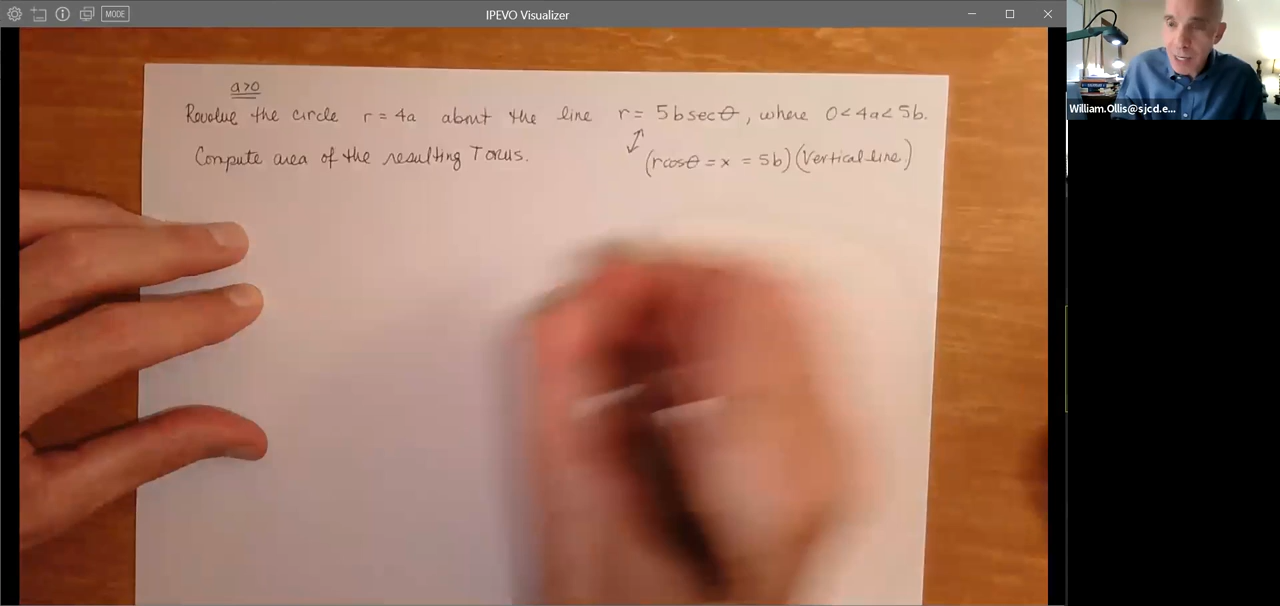 MODE
IPEVO Visualizer
William.Ollis@sjcd.e...
a>0
Revolve the circle r = 4a about the line r = 5b secθ, where 0<4a<5b.
(rcosθ = x = 5b) (Vertical line)
Compute area of the resulting Torus.